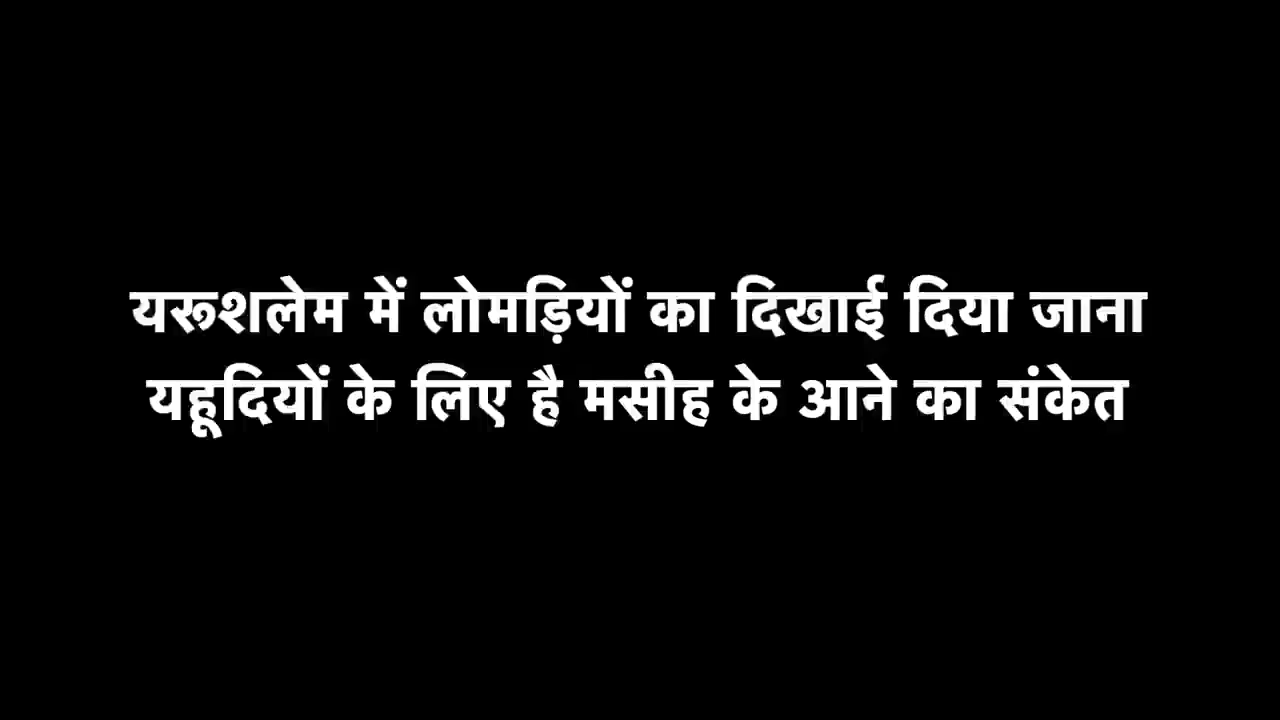 यरूशलेम में लोमड़ियों का दिखाई दिया जाना
यहूदियों के लिए है मसीह के आने का संकेत